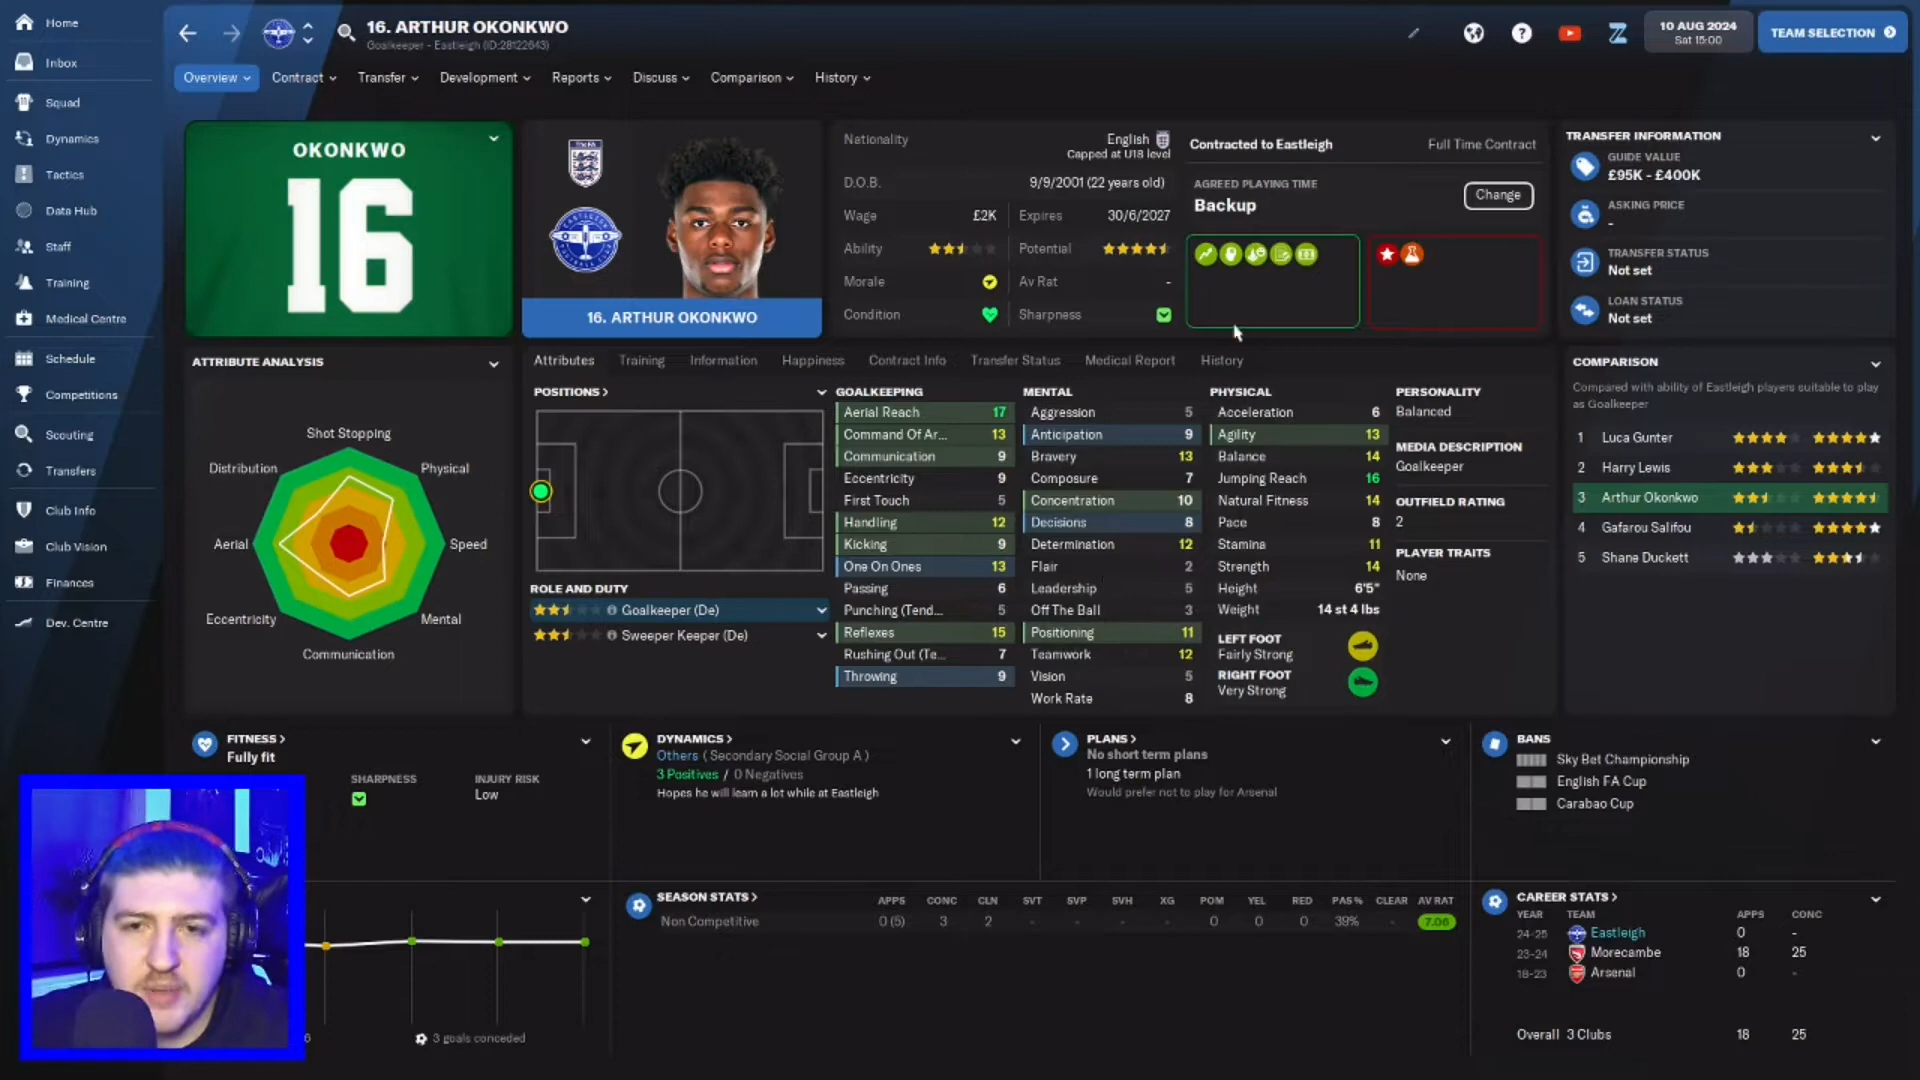 Home
Inbox
Squad
Dynamics
Tactics
Data Hub
Staff
Training
Medical Centre
Schedule
Competitions
Scouting
Transfers
Club Info
Club Vision
Finances
Dev. Centre
16. ARTHUR OKONKWO
Goalkeeper - Eastleigh (ID:28122643)
10 AUG 2024
Sat 15:00
TEAM SELECTION
Overview
Contract
Transfer
Development
Reports
Discuss
Comparison
History
OKONKWO
16
16. ARTHUR OKONKWO
Nationality English
Capped at U18 level
D.O.B. 9/9/2001 (22 years old)
Wage £2K Expires 30/6/2027
Ability Potential
Morale Av Rat -
Condition Sharpness
Contracted to Eastleigh Full Time Contract
AGREED PLAYING TIME
Backup
Change
TRANSFER INFORMATION
GUIDE VALUE
£95K - £400K
ASKING PRICE
-
TRANSFER STATUS
Not set
LOAN STATUS
Not set
ATTRIBUTE ANALYSIS
Shot Stopping
Physical
Speed
Mental
Communication
Eccentricity
Aerial
Distribution
Attributes Training Information Happiness Contract Info Transfer Status Medical Report History
POSITIONS >
ROLE AND DUTY
Goalkeeper (De)
Sweeper Keeper (De)
GOALKEEPING
Aerial Reach 17
Command Of Ar... 13
Communication 9
Eccentricity 9
First Touch 5
Handling 12
Kicking 9
One On Ones 13
Passing 6
Punching (Tend... 5
Reflexes 15
Rushing Out (Te... 7
Throwing 9
MENTAL
Aggression 5
Anticipation 9
Bravery 13
Composure 7
Concentration 10
Decisions 8
Determination 12
Flair 2
Leadership 5
Off The Ball 3
Positioning 11
Teamwork 12
Vision 5
Work Rate 8
PHYSICAL
Acceleration 6
Agility 13
Balance 14
Jumping Reach 16
Natural Fitness 14
Pace 8
Stamina 11
Strength 14
Height 6'5"
Weight 14 st 4 lbs
LEFT FOOT
Fairly Strong
RIGHT FOOT
Very Strong
PERSONALITY
Balanced
MEDIA DESCRIPTION
Goalkeeper
OUTFIELD RATING
2
PLAYER TRAITS
None
COMPARISON
Compared with ability of Eastleigh players suitable to play
as Goalkeeper
1 Luca Gunter
2 Harry Lewis
3 Arthur Okonkwo
4 Gafarou Salifou
5 Shane Duckett
FITNESS >
Fully fit
SHARPNESS
INJURY RISK
Low
DYNAMICS >
Others (Secondary Social Group A)
3 Positives / 0 Negatives
Hopes he will learn a lot while at Eastleigh
PLANS >
No short term plans
1 long term plan
Would prefer not to play for Arsenal
BANS
Sky Bet Championship
English FA Cup
Carabao Cup
3 goals conceded
SEASON STATS > APPS CONC CLN SVT SVP SVH XG POM YEL RED PAS% CLEAR AV RAT
Non Competitive 0 (5) 3 2 - - - - 0 0 0 39% - 7.06
CAREER STATS >
YEAR TEAM APPS CONC
24-25 Eastleigh 0 -
23-24 Morecambe 18 25
18-23 Arsenal 0 -
Overall 3 Clubs 18 25